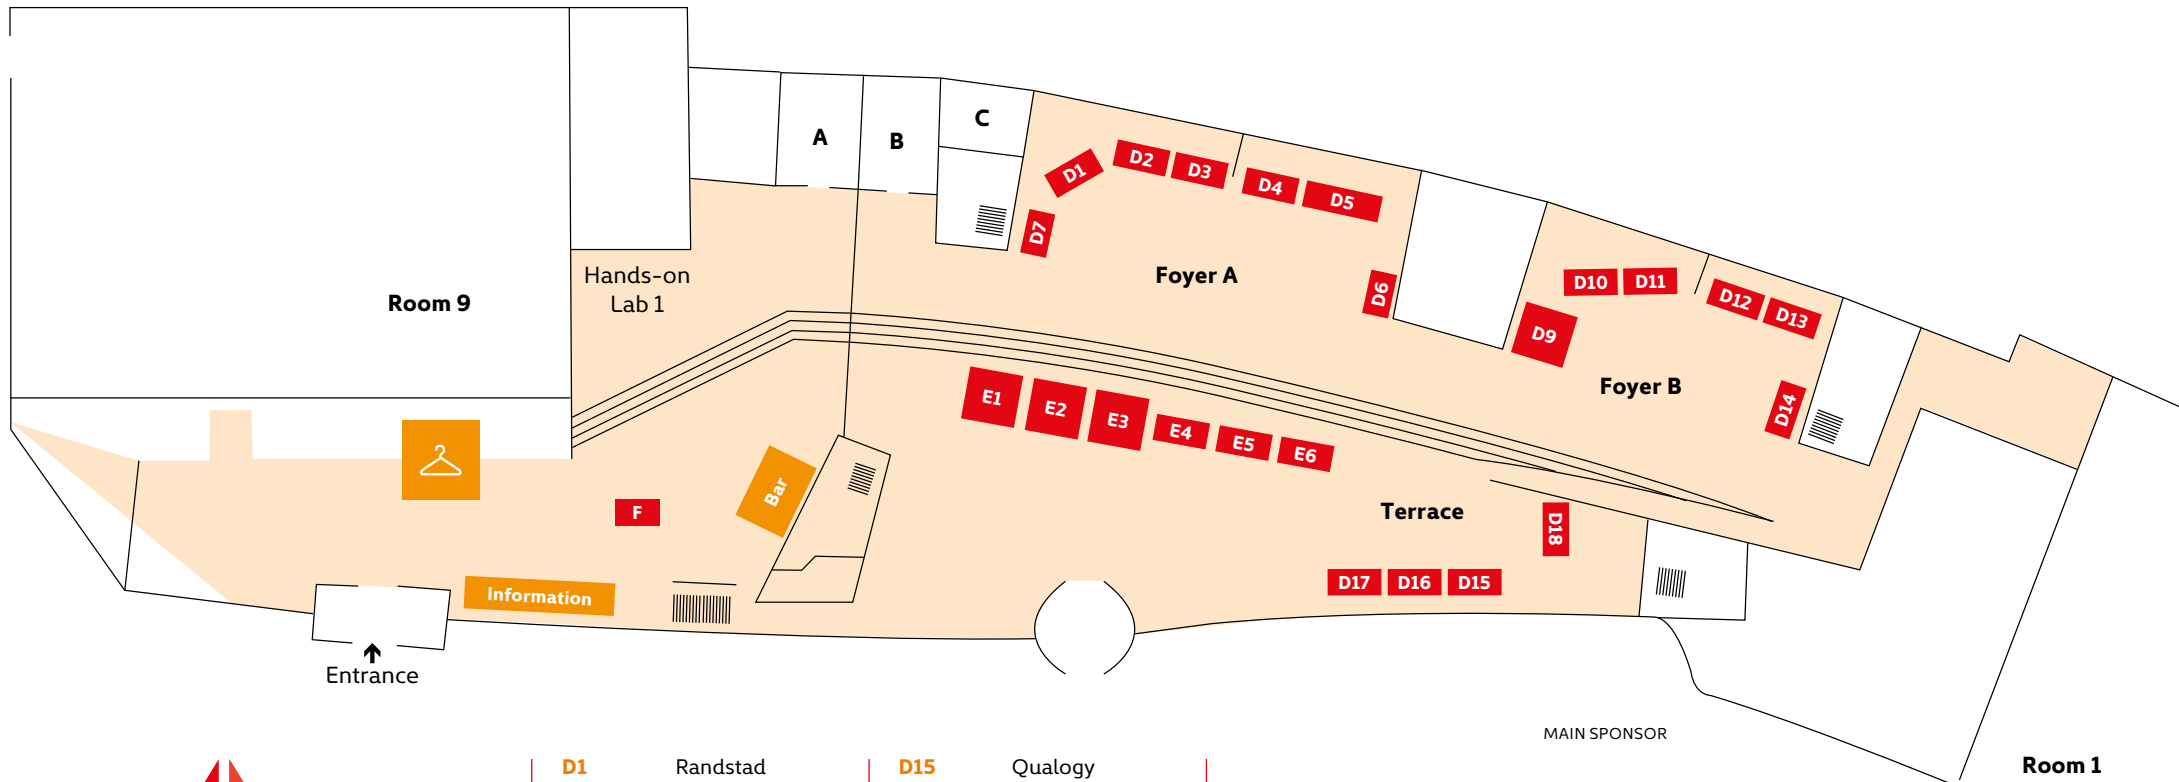 A
B
C
D1
D2
D3
D4
D5
D7
Hands-on
Lab 1
Room 9
Foyer A
D6
D10
D11
D12
D13
D9
Foyer B
D14
E1
E2
E3
E4
E5
E6
Bar
F
Terrace
D18
D17
D16
D15
Information
Entrance
MAIN SPONSOR
D1 Randstad
D15 Qualogy
Room 1